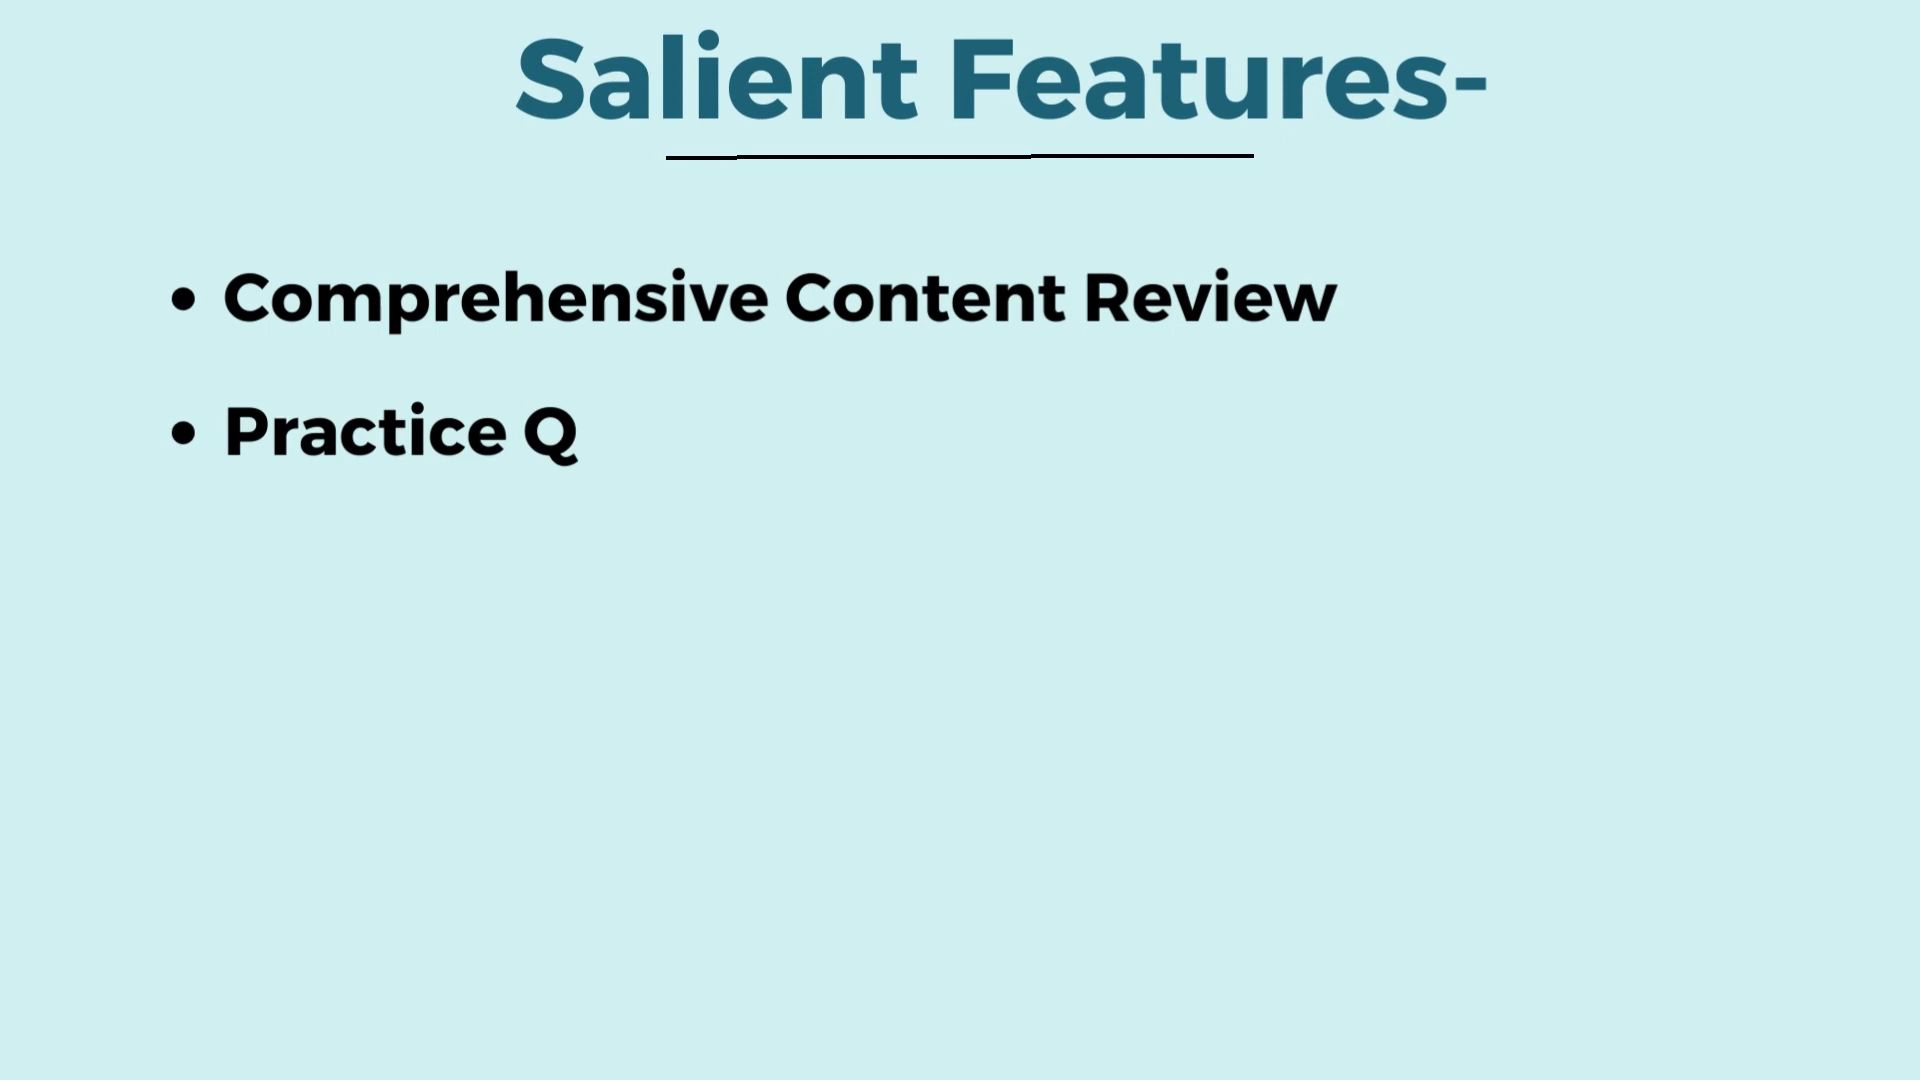 Salient Features-
• Comprehensive Content Review
• Practice Q